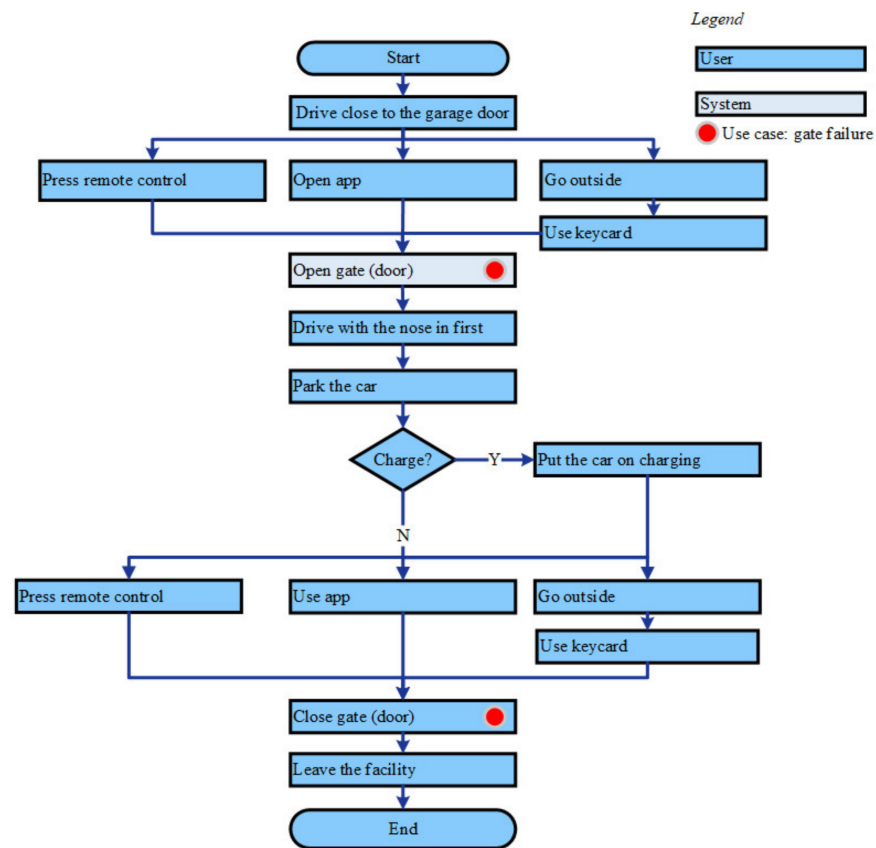 Legend
User
System
Use case: gate failure
Start
Drive close to the garage door
Press remote control
Open app
Go outside
Use keycard
Open gate (door)
Drive with the nose in first
Park the car
Charge?
Y
Put the car on charging
N
Press remote control
Use app
Go outside
Use keycard
Close gate (door)
Leave the facility
End